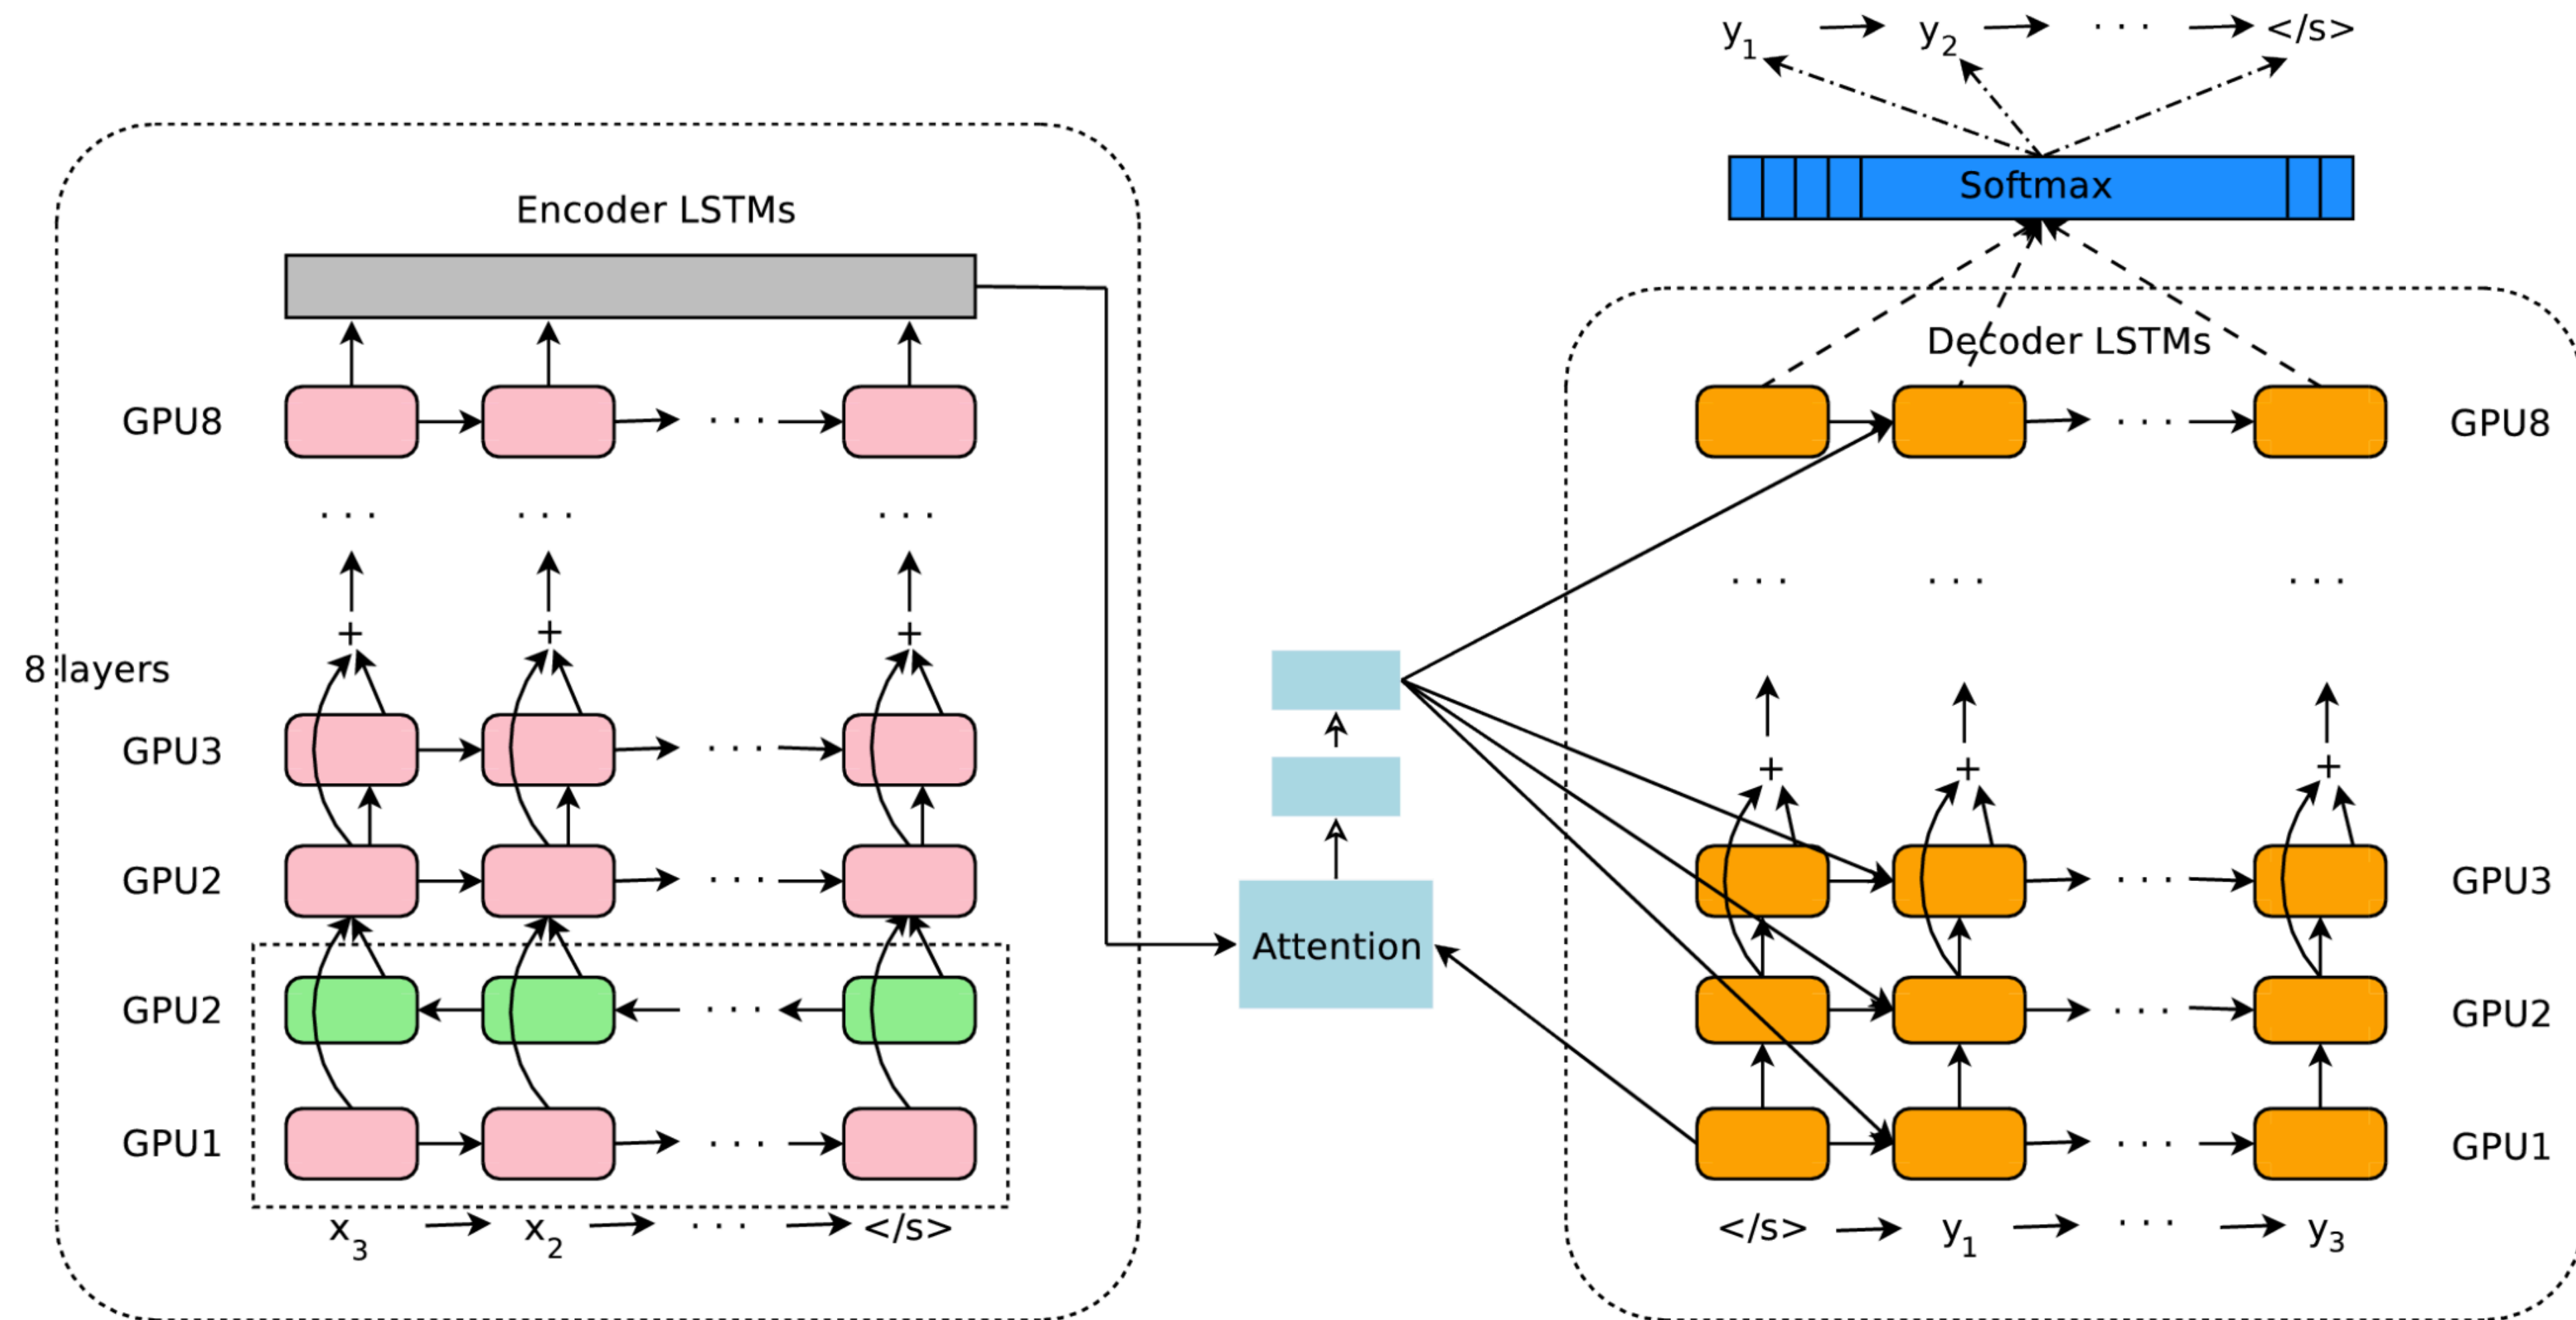 y1 → y2 → · · · → </s>
Softmax
Encoder LSTMs
Decoder LSTMs
GPU8 · · ·
· · · GPU8
· · · · · · · · ·
· · · · · · · · ·
+ + +
8 layers
GPU3 · · ·
+ + +
GPU2 · · ·
· · · GPU3
Attention
GPU2 · · ·
· · · GPU2
GPU1 · · ·
· · · GPU1
x3 → x2 → · · · → </s>
</s> → y1 → · · · → y3